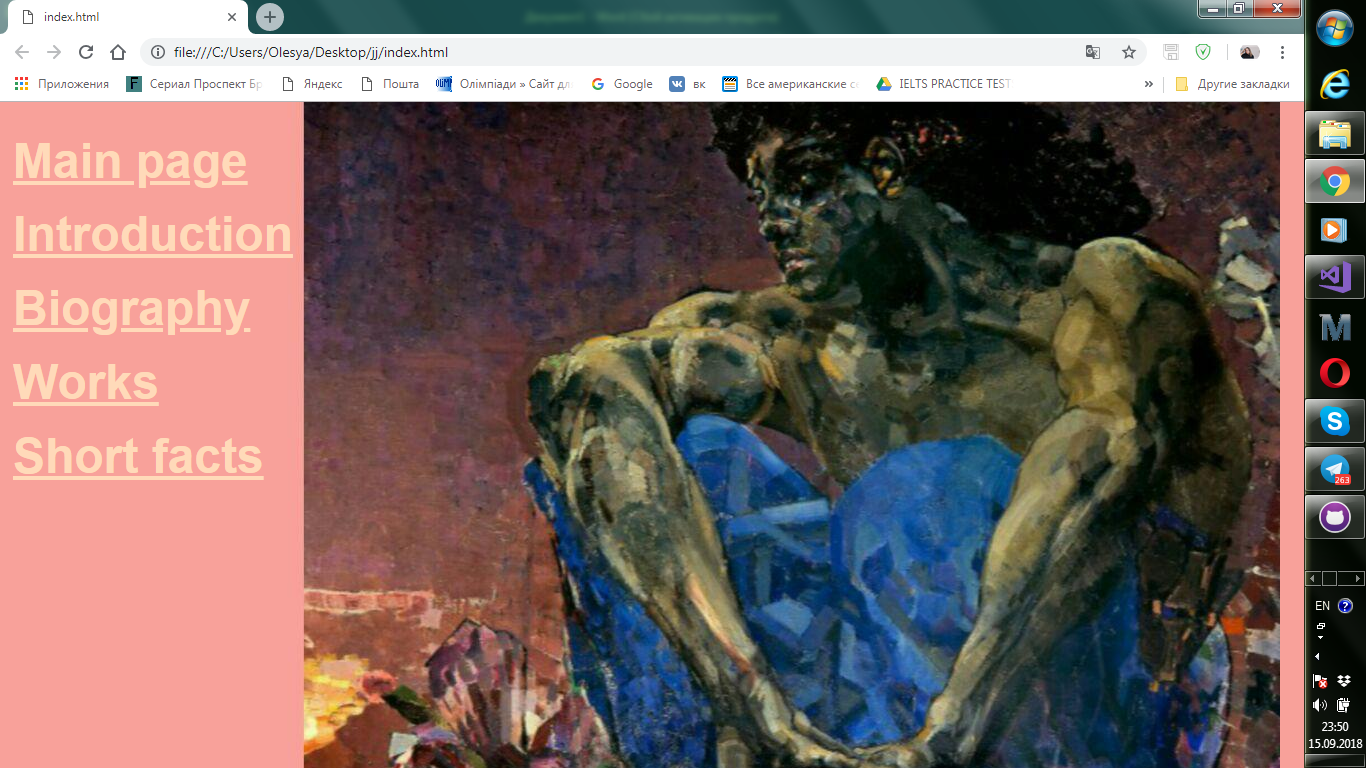 index.html
file:///C:/Users/Olesya/Desktop/jj/index.html
Приложения
Сериал Проспект Бр
Яндекс
Пошта
Олімпіади » Сайт для
Google
вк
Все американские се
IELTS PRACTICE TEST
»
Другие закладки
Main page
Introduction
Biography
Works
Short facts
263
EN
23:50
15.09.2018